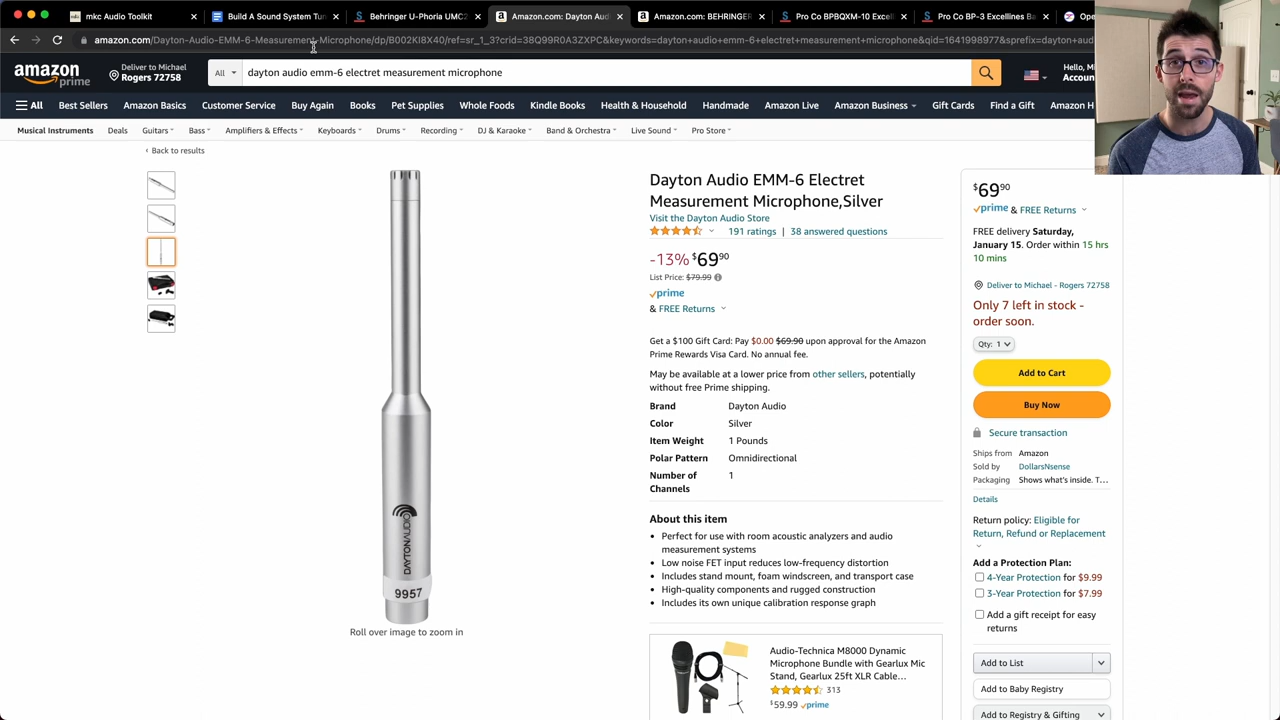 Mic Audio Toolkit
Build A Sound System Tun
Behringer U-Phoria UMC2
Amazon.com: Dayton Aud
Amazon.com: BEHRINGER
Pro Co BPBQXM-10 Excell
Pro Co BP-3 Excellines Ba
Ope
amazon.com/Dayton-Audio-EMM-6-Measurement-Microphone/dp/B002KI8X40/ref=sr_1_3?crid=38Q99R0A3ZXPC&keywords=dayton+audio+emm-6+electret+measurement+microphone&qid=1641998977&sprefix=dayton+aud
amazon
prime
Deliver to Michael
Rogers 72758
All
dayton audio emm-6 electret measurement microphone
Hello, Mi
Accoun
All
Best Sellers
Amazon Basics
Customer Service
Buy Again
Books
Pet Supplies
Whole Foods
Kindle Books
Health & Household
Handmade
Amazon Live
Amazon Business
Gift Cards
Find a Gift
Amazon H
Musical Instruments
Deals
Guitars
Bass
Amplifiers & Effects
Keyboards
Drums
Recording
DJ & Karaoke
Band & Orchestra
Live Sound
Pro Store
‹ Back to results
DAYTON AUDIO
9957
Roll over image to zoom in
Dayton Audio EMM-6 Electret
Measurement Microphone,Silver
Visit the Dayton Audio Store
191 ratings | 38 answered questions
-13% $69 90
List Price: $79.99
prime
& FREE Returns
Get a $100 Gift Card: Pay $0.00 $69.90 upon approval for the Amazon
Prime Rewards Visa Card. No annual fee.
May be available at a lower price from other sellers, potentially
without free Prime shipping.
Brand Dayton Audio
Color Silver
Item Weight 1 Pounds
Polar Pattern Omnidirectional
Number of 1
Channels
About this item
• Perfect for use with room acoustic analyzers and audio
measurement systems
• Low noise FET input reduces low-frequency distortion
• Includes stand mount, foam windscreen, and transport case
• High-quality components and rugged construction
• Includes its own unique calibration response graph
Audio-Technica M8000 Dynamic
Microphone Bundle with Gearlux Mic
Stand, Gearlux 25ft XLR Cable…
313
$59.99 prime
$69 90
prime & FREE Returns
FREE delivery Saturday,
January 15. Order within 15 hrs
10 mins
Deliver to Michael - Rogers 72758
Only 7 left in stock -
order soon.
Qty: 1
Add to Cart
Buy Now
Secure transaction
Ships from Amazon
Sold by DollarsNsense
Packaging Shows what's inside. T…
Details
Return policy: Eligible for
Return, Refund or Replacement
Add a Protection Plan:
4-Year Protection for $9.99
3-Year Protection for $7.99
Add a gift receipt for easy
returns
Add to List
Add to Baby Registry
Add to Registry & Gifting